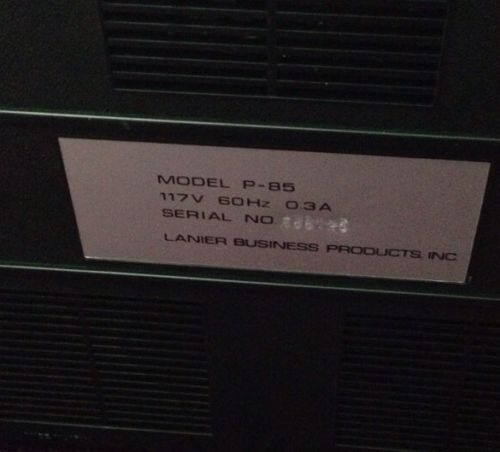 MODEL P-85
117V 60Hz 0.3A
SERIAL NO.
LANIER BUSINESS PRODUCTS, INC.